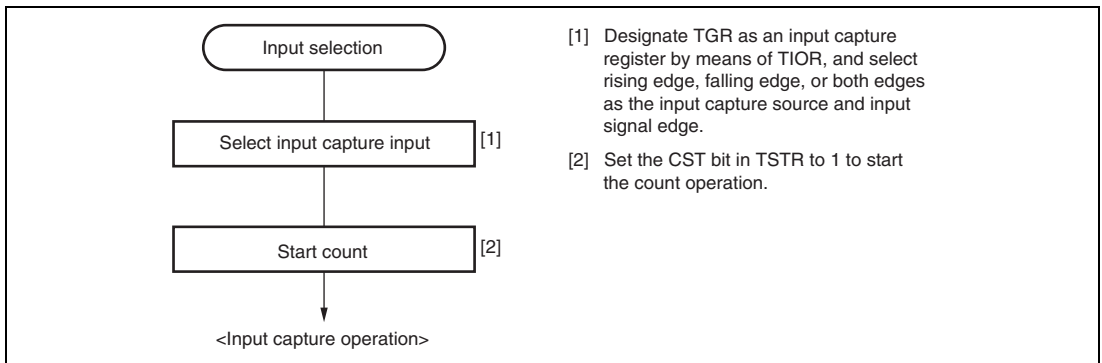 Input selection
Select input capture input
[1]
Start count
[2]
<Input capture operation>
[1] Designate TGR as an input capture
register by means of TIOR, and select
rising edge, falling edge, or both edges
as the input capture source and input
signal edge.
[2] Set the CST bit in TSTR to 1 to start
the count operation.